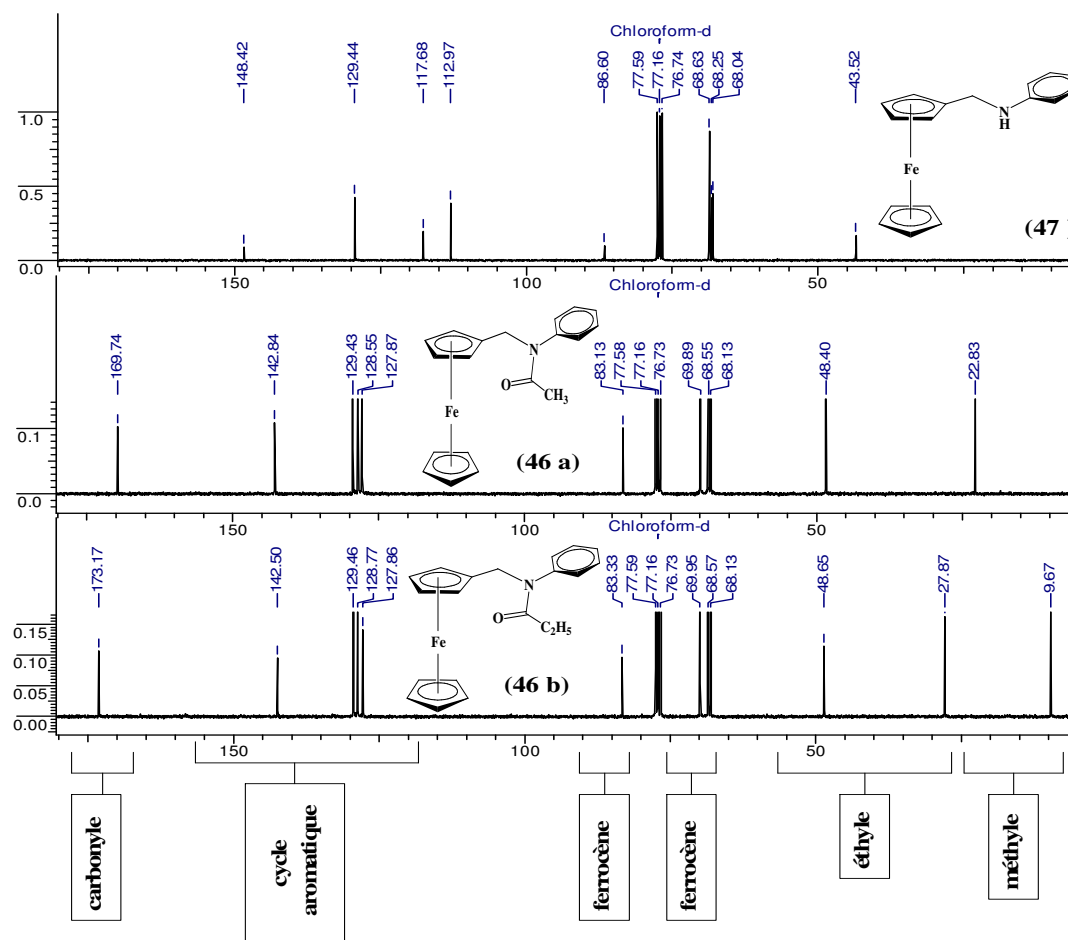 Chloroform-d
148.42 129.44 117.68 112.97 86.60 77.59 77.16 76.74 68.63 68.25 68.04 43.52
1.0
0.5
0.0
N
H
Fe
(47 )
150 100 50
Chloroform-d
169.74 142.84 129.43 128.55 127.87 83.13 77.58 77.16 76.73 69.89 68.55 68.13 48.40 22.83
0.1
0.0
N
O
CH3
Fe
(46 a)
150 100 50
Chloroform-d
173.17 142.50 129.46 128.77 127.86 83.33 77.59 77.16 76.73 69.95 68.57 68.13 48.65 27.87 9.67
0.15
0.10
0.05
0.00
N
O
C2H5
Fe
(46 b)
150 100 50
carbonyle
cycle
aromatique
ferrocène
ferrocène
éthyle
méthyle